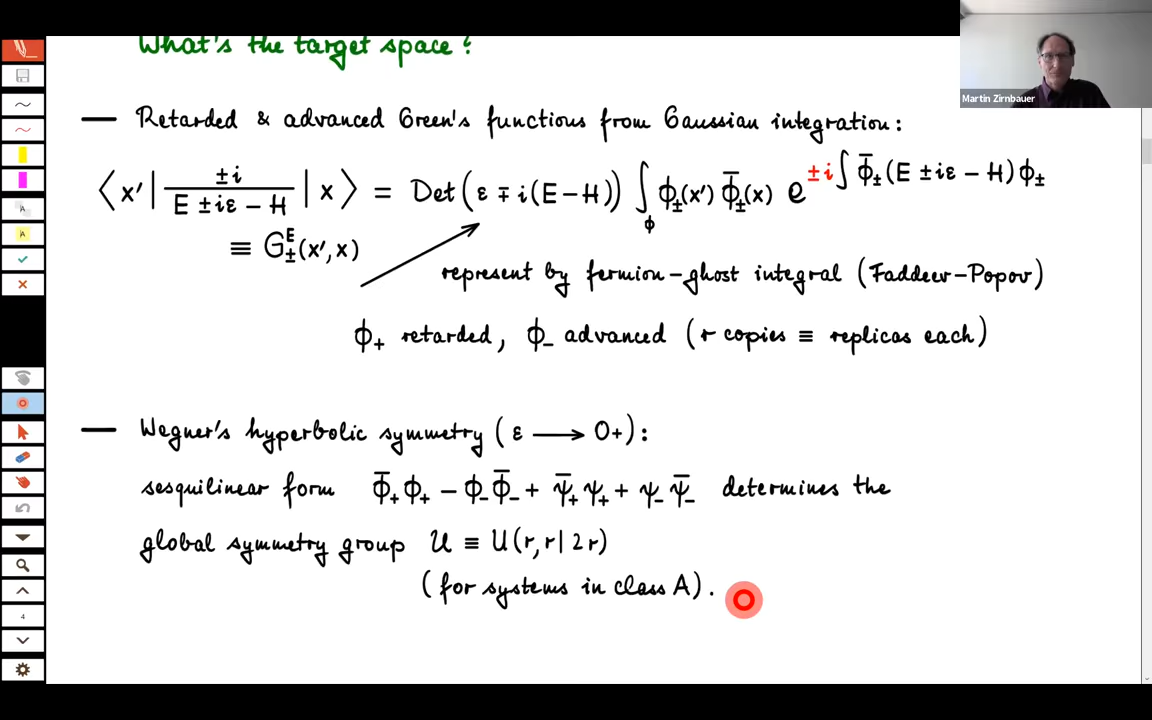 What's the target space?
Martin Zirnbauer
— Retarded & advanced Green's functions from Gaussian integration:
⟨x'| ±i / (E ± iε − H) |x⟩ = Det(ε ∓ i(E−H)) ∫_ϕ ϕ±(x') ϕ̄±(x) e^{±i∫ ϕ̄±(E ± iε − H)ϕ±}
≡ G^E_±(x',x)
represent by fermion-ghost integral (Faddeev-Popov)
ϕ₊ retarded, ϕ₋ advanced (r copies ≡ replicas each)
— Wegner's hyperbolic symmetry (ε ⟶ 0+):
sesquilinear form ϕ̄₊ϕ₊ − ϕ₋ϕ̄₋ + ψ̄₊ψ₊ + ψ₋ψ̄₋ determines the
global symmetry group U ≡ U(r,r|2r)
(for systems in class A).
4